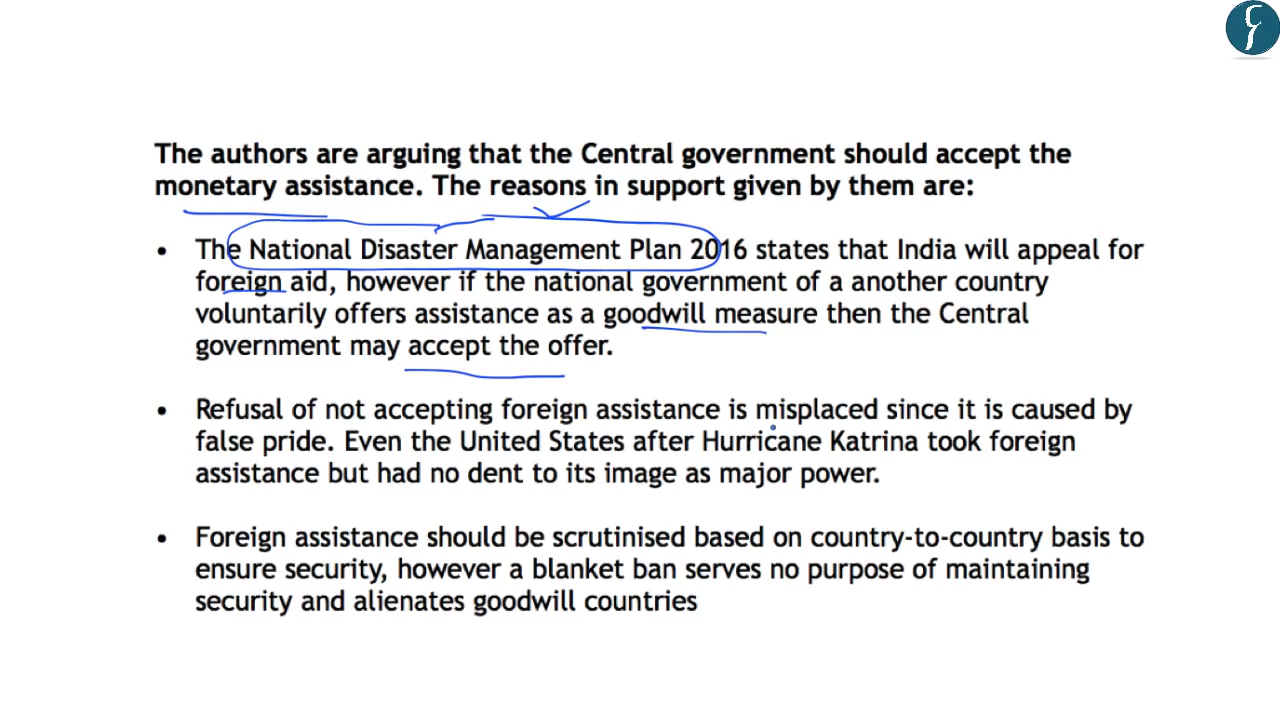 The authors are arguing that the Central government should accept the
monetary assistance. The reasons in support given by them are:
• The National Disaster Management Plan 2016 states that India will appeal for
foreign aid, however if the national government of a another country
voluntarily offers assistance as a goodwill measure then the Central
government may accept the offer.
• Refusal of not accepting foreign assistance is misplaced since it is caused by
false pride. Even the United States after Hurricane Katrina took foreign
assistance but had no dent to its image as major power.
• Foreign assistance should be scrutinised based on country-to-country basis to
ensure security, however a blanket ban serves no purpose of maintaining
security and alienates goodwill countries